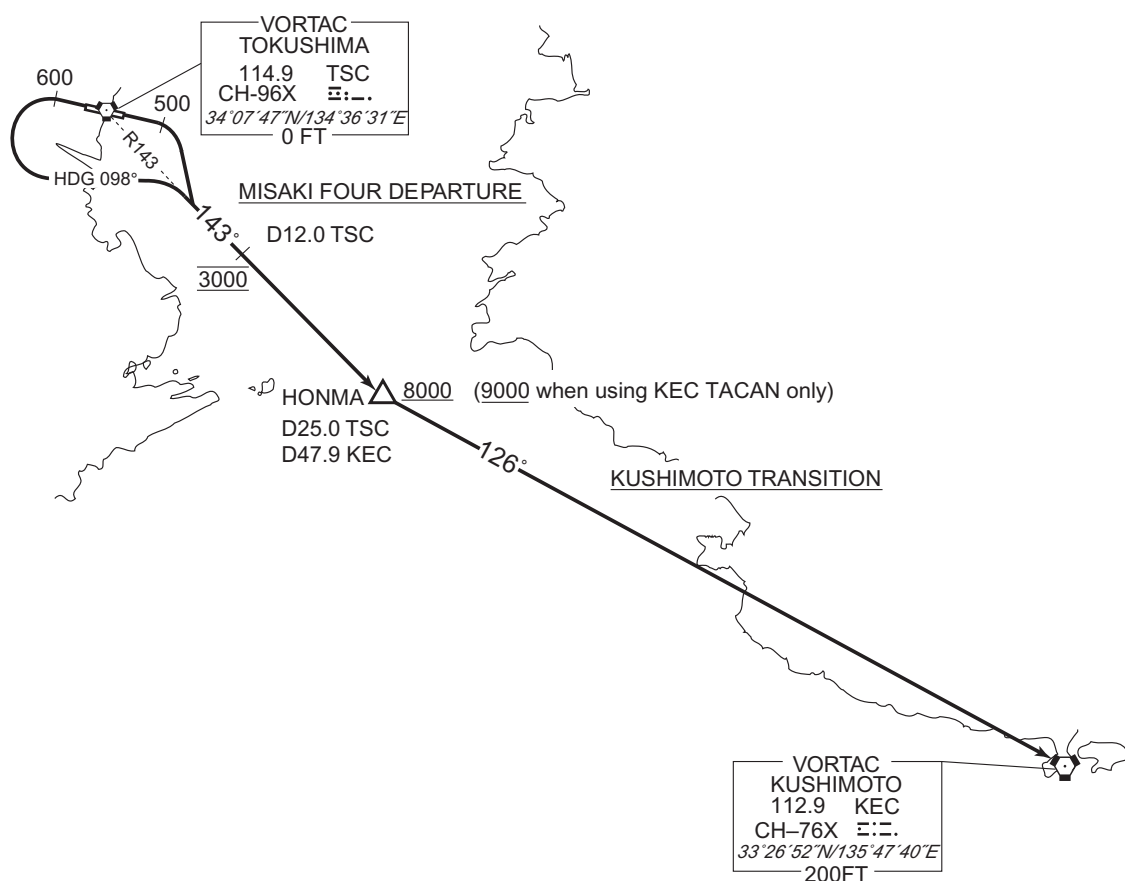 VORTAC
TOKUSHIMA
114.9 TSC
CH-96X
34°07´47˝N/134°36´31˝E
0 FT
600
500
R143
HDG 098°
MISAKI FOUR DEPARTURE
143°
D12.0 TSC
3000
HONMA
8000 (9000 when using KEC TACAN only)
D25.0 TSC
D47.9 KEC
126°
KUSHIMOTO TRANSITION
VORTAC
KUSHIMOTO
112.9 KEC
CH–76X
33°26´52˝N/135°47´40˝E
200FT